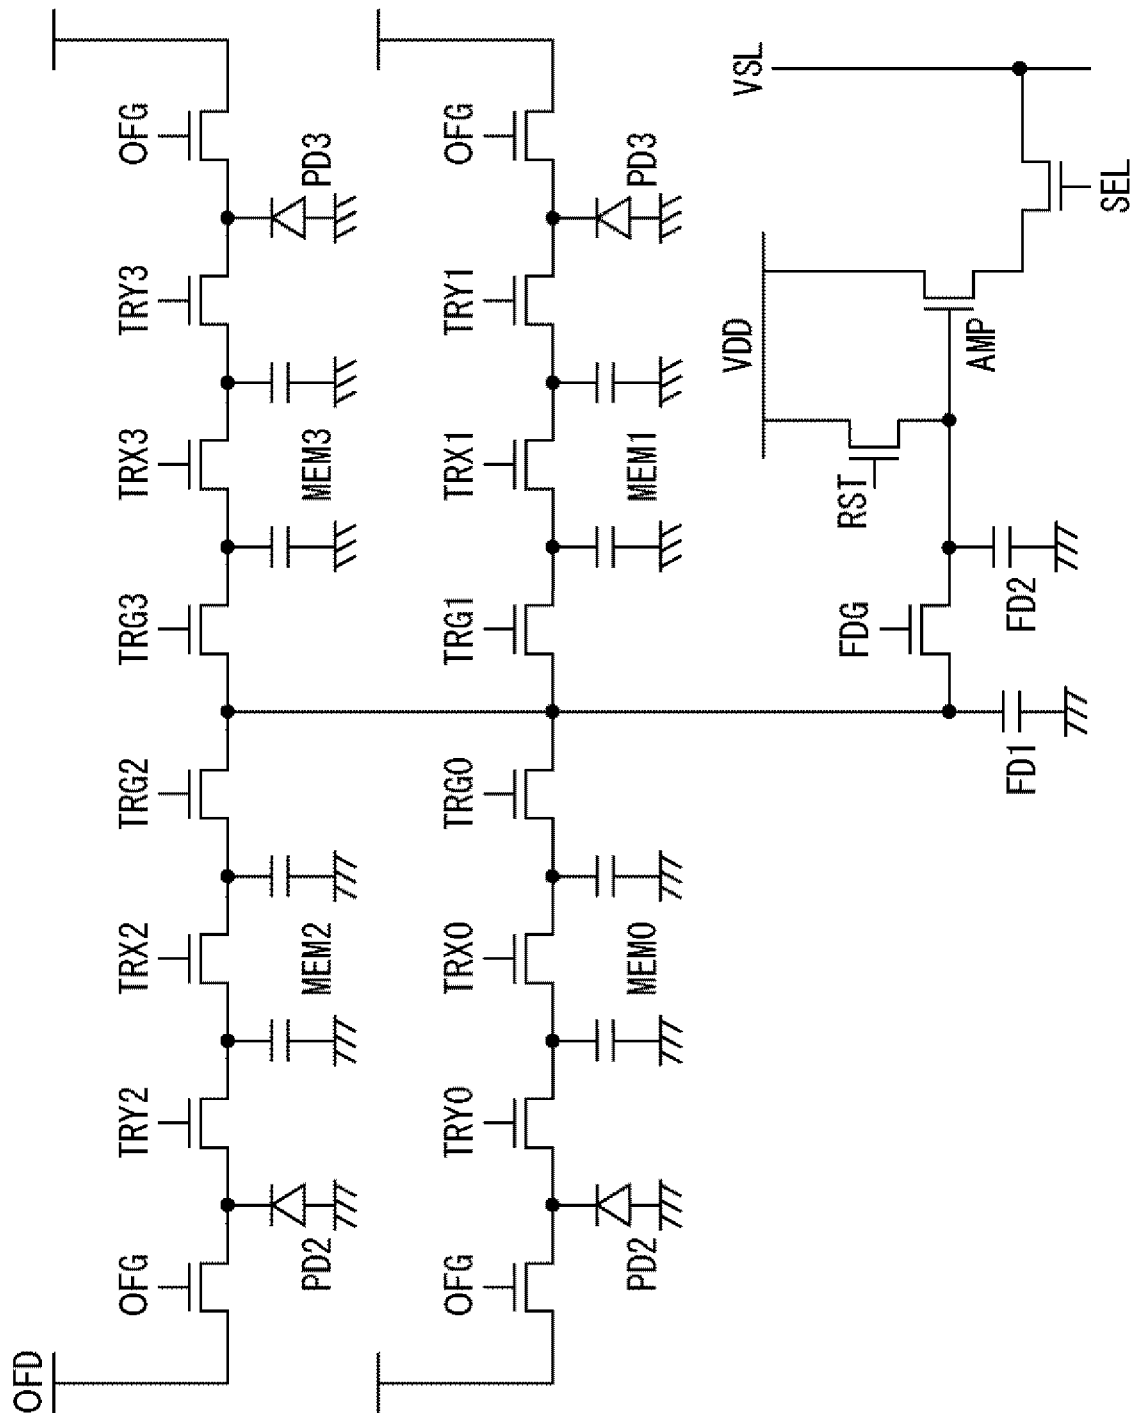 OFD
OFG
TRY2
TRX2
TRG2
TRG3
TRX3
TRY3
OFG
PD2
MEM2
MEM3
PD3
OFG
TRY0
TRX0
TRG0
TRG1
TRX1
TRY1
OFG
PD2
MEM0
MEM1
PD3
VDD
VSL
RST
FDG
AMP
FD1
FD2
SEL